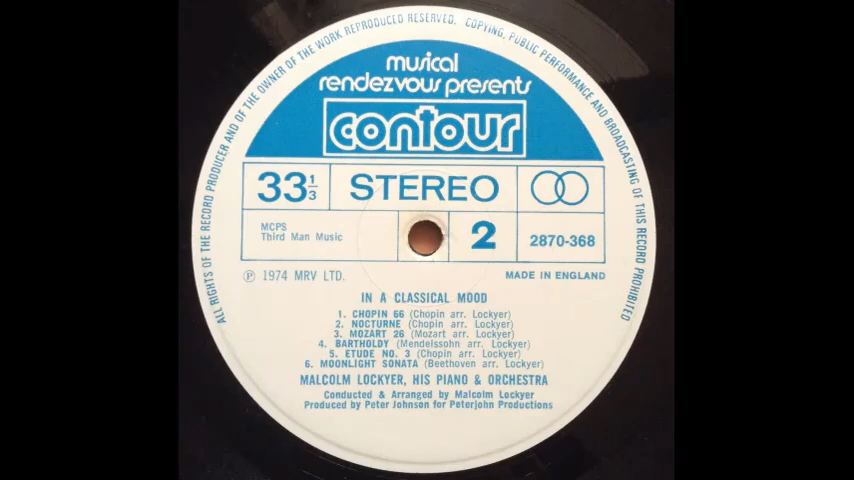 ALL RIGHTS OF THE RECORD PRODUCER AND OF THE OWNER OF THE WORK REPRODUCED RESERVED. COPYING, PUBLIC PERFORMANCE AND BROADCASTING OF THIS RECORD PROHIBITED
musical
rendezvous presents
contour
33 1/3 STEREO
MCPS
Third Man Music
2 2870-368
Ⓟ 1974 MRV LTD. MADE IN ENGLAND
IN A CLASSICAL MOOD
1. CHOPIN 66 (Chopin arr. Lockyer)
2. NOCTURNE (Chopin arr. Lockyer)
3. MOZART 26 (Mozart arr. Lockyer)
4. BARTHOLDY (Mendelssohn arr. Lockyer)
5. ETUDE NO. 3 (Chopin arr. Lockyer)
6. MOONLIGHT SONATA (Beethoven arr. Lockyer)
MALCOLM LOCKYER, HIS PIANO & ORCHESTRA
Conducted & Arranged by Malcolm Lockyer
Produced by Peter Johnson for Peterjohn Productions